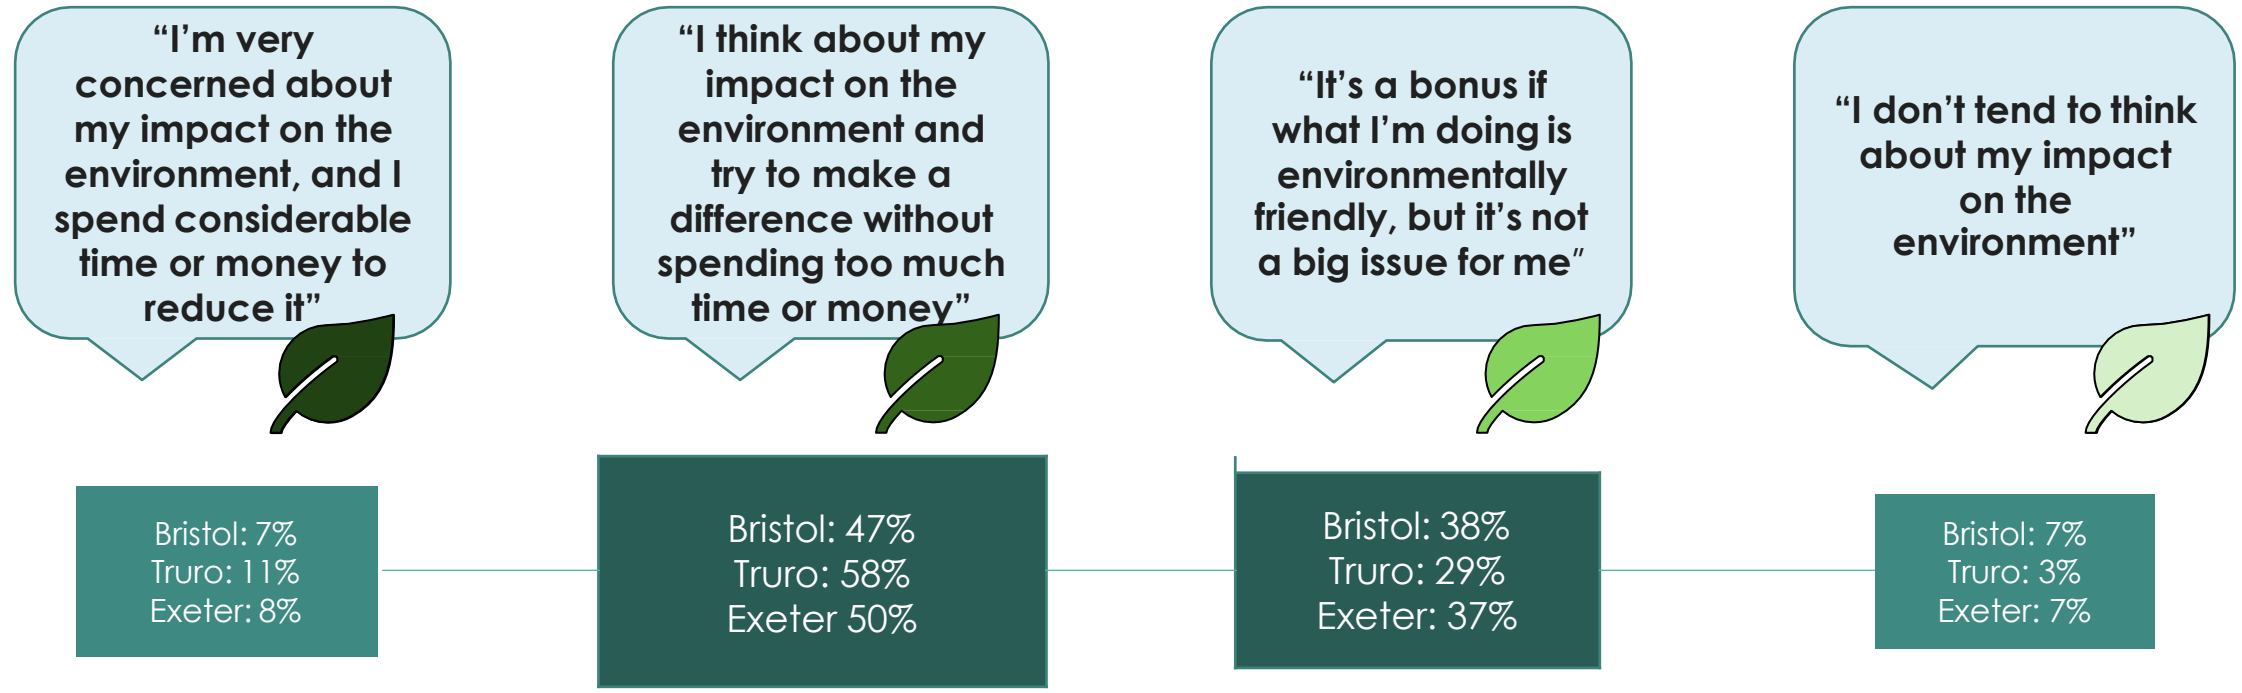 “I’m very
concerned about
my impact on the
environment, and I
spend considerable
time or money to
reduce it”
“I think about my
impact on the
environment and
try to make a
difference without
spending too much
time or money”
“It’s a bonus if
what I’m doing is
environmentally
friendly, but it’s not
a big issue for me”
“I don’t tend to think
about my impact
on the
environment”
Bristol: 7%
Truro: 11%
Exeter: 8%
Bristol: 47%
Truro: 58%
Exeter 50%
Bristol: 38%
Truro: 29%
Exeter: 37%
Bristol: 7%
Truro: 3%
Exeter: 7%